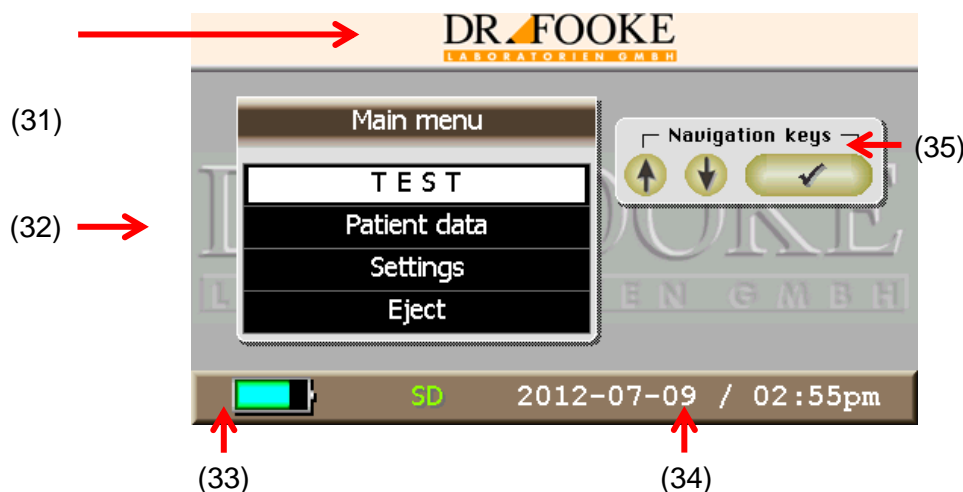 DR. FOOKE
LABORATORIEN GMBH
(31)
Main menu
Navigation keys
(35)
TEST
(32)
Patient data
Settings
Eject
SD
2012-07-09 / 02:55pm
(33)
(34)